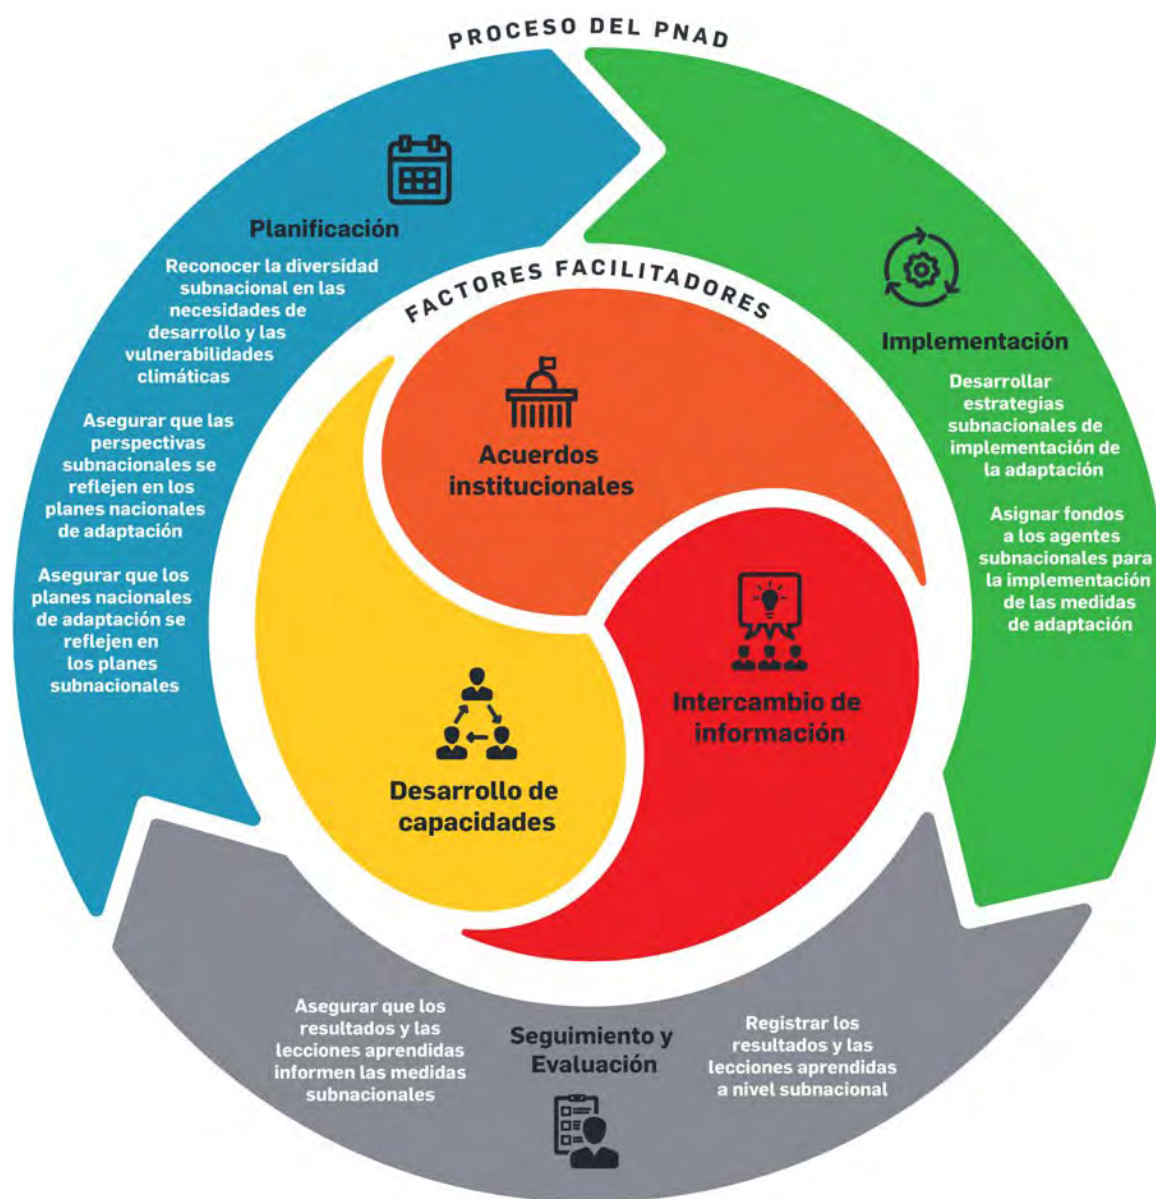 PROCESO DEL PNAD
Planificación
Reconocer la diversidad
subnacional en las
necesidades de
desarrollo y las
vulnerabilidades
climáticas
Asegurar que las
perspectivas
subnacionales se
reflejen en los
planes nacionales
de adaptación
Asegurar que los
planes nacionales
de adaptación se
reflejen en
los planes
subnacionales
Implementación
Desarrollar
estrategias
subnacionales de
implementación de
la adaptación
Asignar fondos
a los agentes
subnacionales para
la implementación
de las medidas
de adaptación
FACTORES FACILITADORES
Acuerdos
institucionales
Intercambio de
información
Desarrollo de
capacidades
Asegurar que los
resultados y las
lecciones aprendidas
informen las medidas
subnacionales
Seguimiento y
Evaluación
Registrar los
resultados y las
lecciones aprendidas
a nivel subnacional